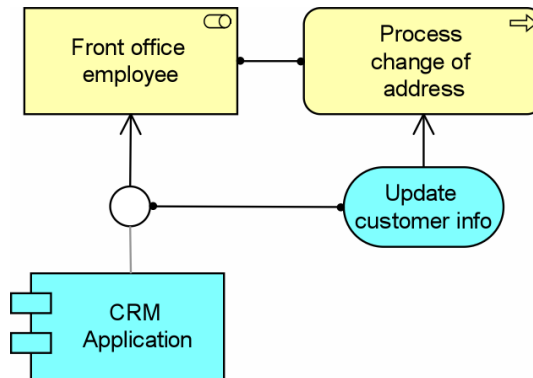 Front office
employee
Process
change of
address
Update
customer info
CRM
Application